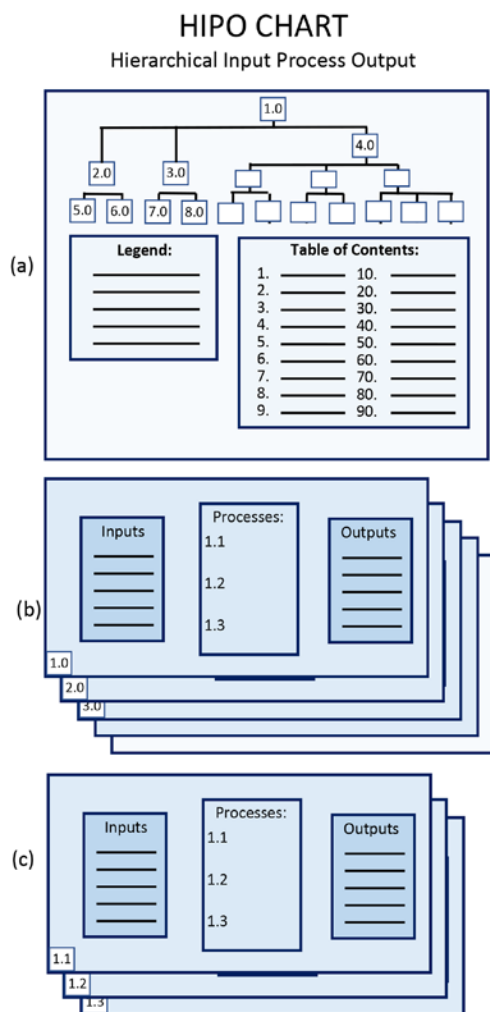 HIPO CHART
Hierarchical Input Process Output
1.0
4.0
2.0 3.0
5.0 6.0 7.0 8.0
(a)
Legend:
Table of Contents:
1. 10.
2. 20.
3. 30.
4. 40.
5. 50.
6. 60.
7. 70.
8. 80.
9. 90.
(b)
Inputs
Processes:
1.1
1.2
1.3
Outputs
1.0
2.0
3.0
(c)
Inputs
Processes:
1.1
1.2
1.3
Outputs
1.1
1.2
1.3